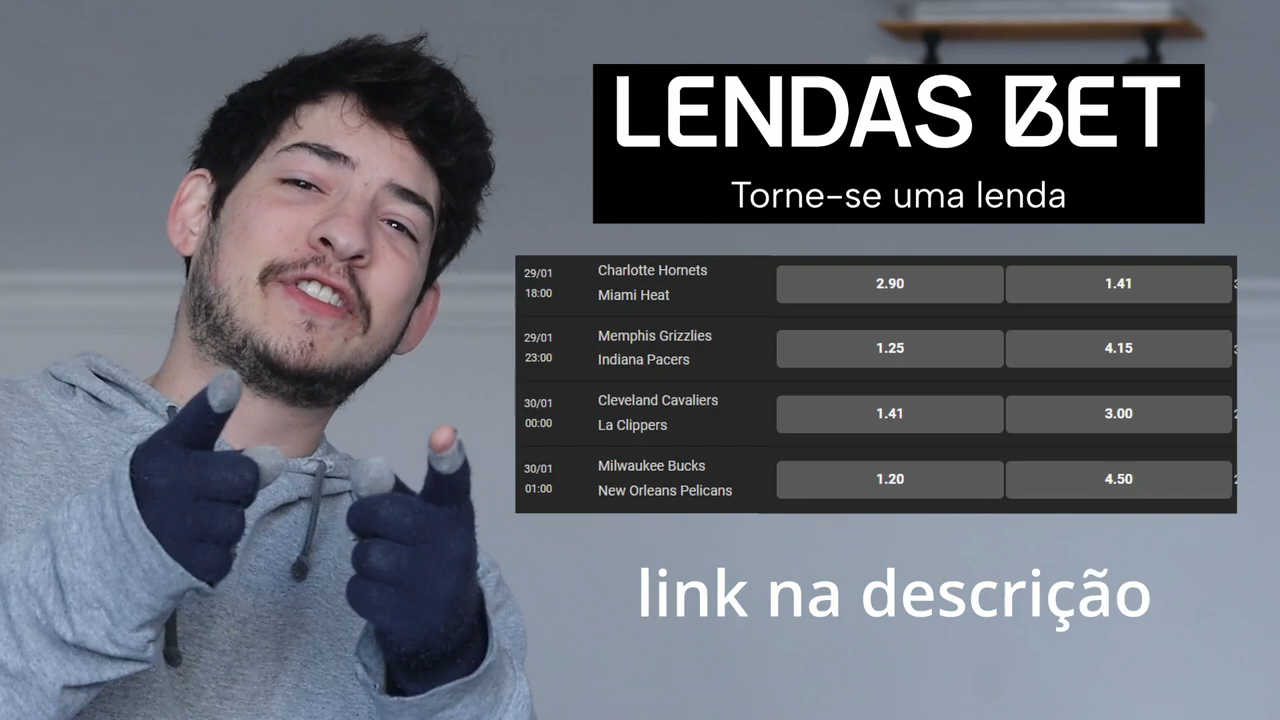 LENDAS BET
Torne-se uma lenda
29/01
18:00
Charlotte Hornets
Miami Heat
2.90
1.41
29/01
23:00
Memphis Grizzlies
Indiana Pacers
1.25
4.15
30/01
00:00
Cleveland Cavaliers
La Clippers
1.41
3.00
30/01
01:00
Milwaukee Bucks
New Orleans Pelicans
1.20
4.50
link na descrição